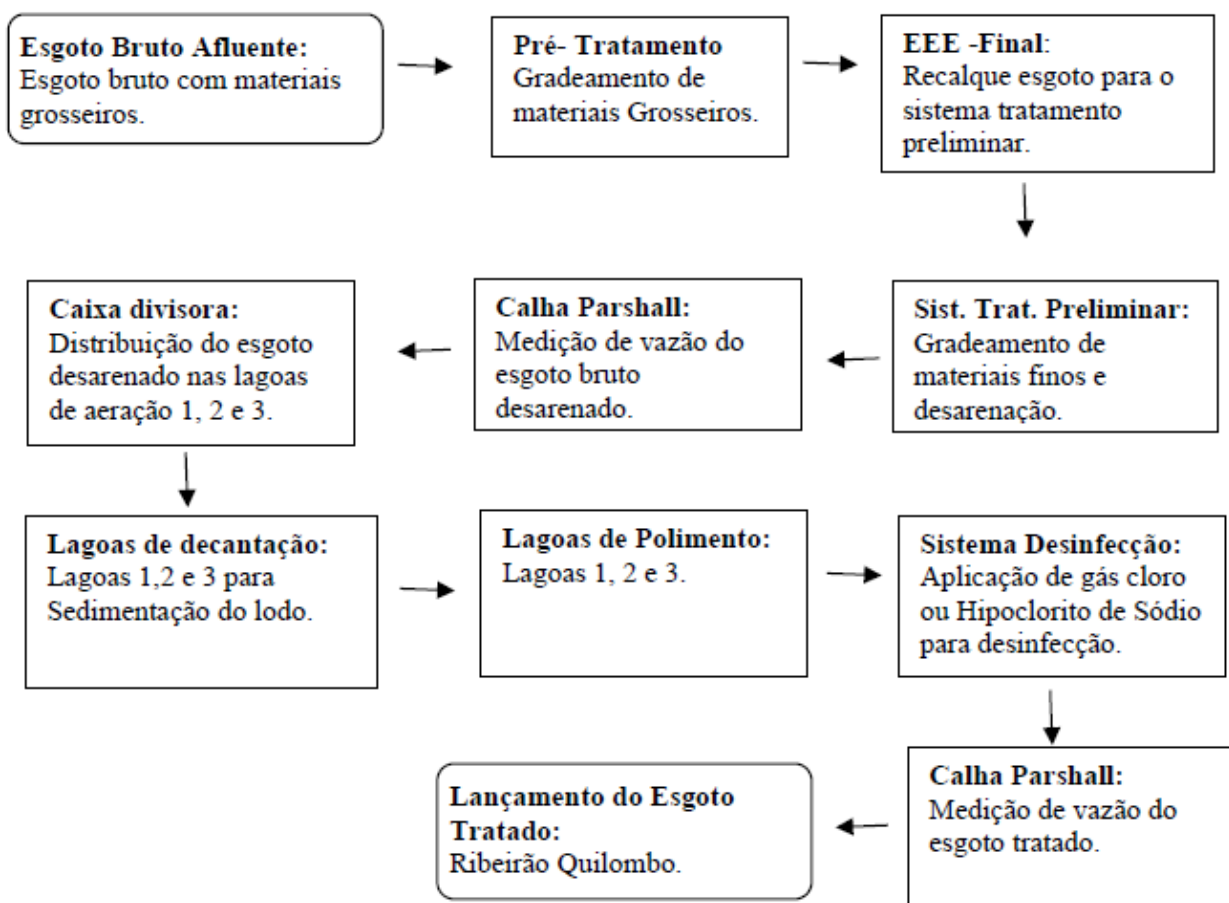 Esgoto Bruto Afluente:
Esgoto bruto com materiais
grosseiros.
Pré- Tratamento
Gradeamento de
materiais Grosseiros.
EEE -Final:
Recalque esgoto para o
sistema tratamento
preliminar.
Sist. Trat. Preliminar:
Gradeamento de
materiais finos e
desarenação.
Calha Parshall:
Medição de vazão do
esgoto bruto
desarenado.
Caixa divisora:
Distribuição do esgoto
desarenado nas lagoas
de aeração 1, 2 e 3.
Lagoas de decantação:
Lagoas 1,2 e 3 para
Sedimentação do lodo.
Lagoas de Polimento:
Lagoas 1, 2 e 3.
Sistema Desinfecção:
Aplicação de gás cloro
ou Hipoclorito de Sódio
para desinfecção.
Calha Parshall:
Medição de vazão do
esgoto tratado.
Lançamento do Esgoto
Tratado:
Ribeirão Quilombo.